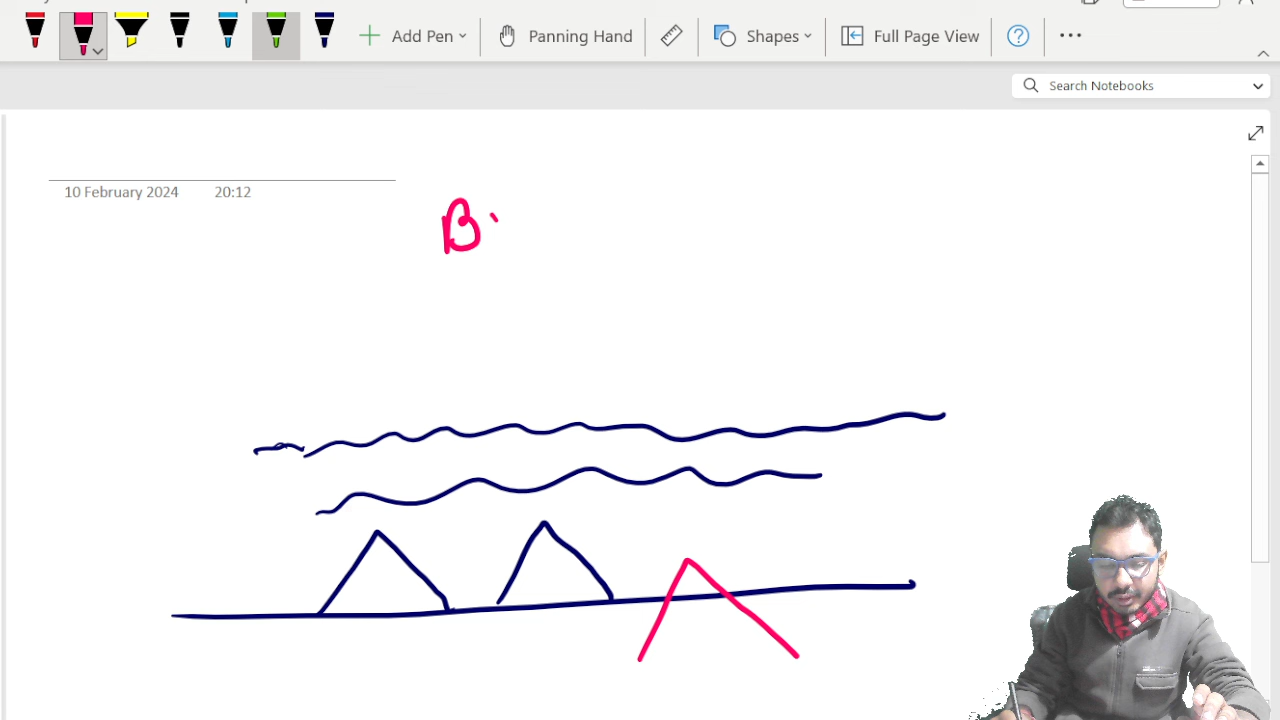 Add Pen
Panning Hand
Shapes
Full Page View
Search Notebooks
10 February 2024 20:12
B